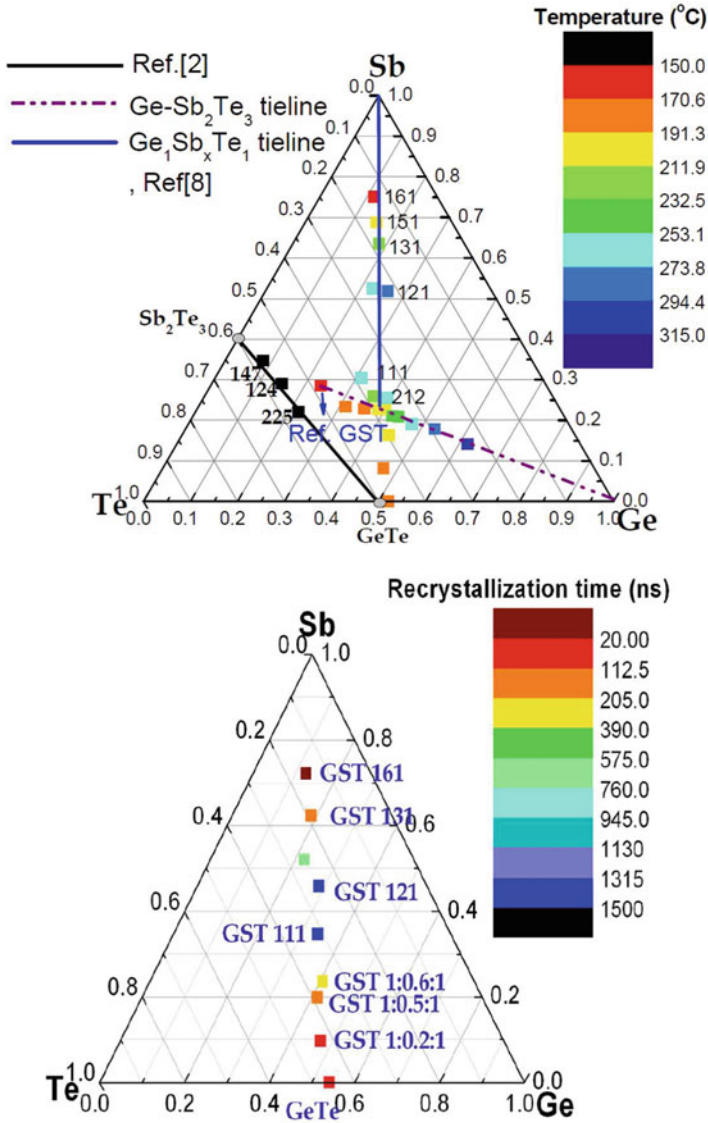 Temperature (°C)
Ref.[2]
Ge-Sb2Te3 tieline
Ge1SbxTe1 tieline
, Ref[8]
Sb
0.0 1.0
0.1 0.9
0.2 0.8
0.3 0.7
0.4 0.6
0.5 0.5
Sb2Te3
0.6 0.4
0.7 0.3
0.8 0.2
0.9 0.1
1.0 0.0
161
151
131
121
111
212
147
124
225
Ref. GST
Te
Ge
0.0 0.1 0.2 0.3 0.4 0.5 0.6 0.7 0.8 0.9 1.0
GeTe
150.0
170.6
191.3
211.9
232.5
253.1
273.8
294.4
315.0
Recrystallization time (ns)
Sb
0.0 1.0
0.2 0.8
0.4 0.6
0.6 0.4
0.8 0.2
1.0 0.0
GST 161
GST 131
GST 121
GST 111
GST 1:0.6:1
GST 1:0.5:1
GST 1:0.2:1
Te
Ge
0.0 0.2 0.4 0.6 0.8 1.0
GeTe
20.00
112.5
205.0
390.0
575.0
760.0
945.0
1130
1315
1500